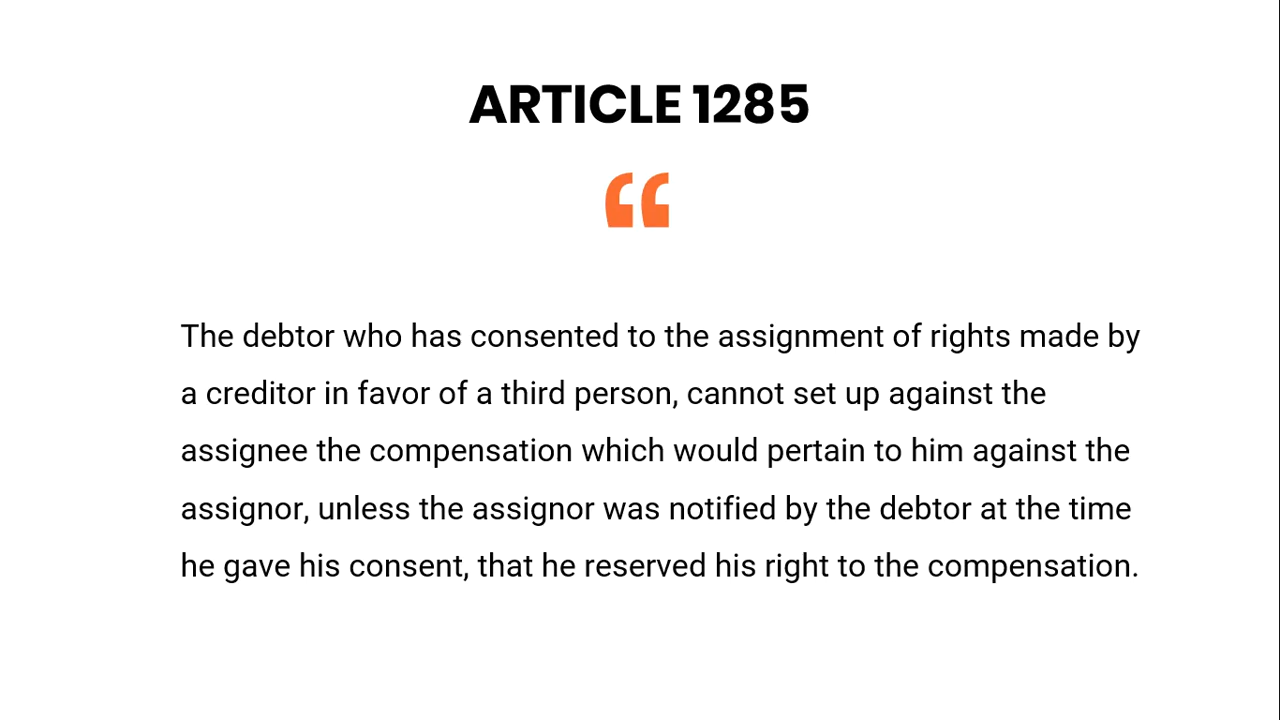 ARTICLE 1285
“
The debtor who has consented to the assignment of rights made by
a creditor in favor of a third person, cannot set up against the
assignee the compensation which would pertain to him against the
assignor, unless the assignor was notified by the debtor at the time
he gave his consent, that he reserved his right to the compensation.